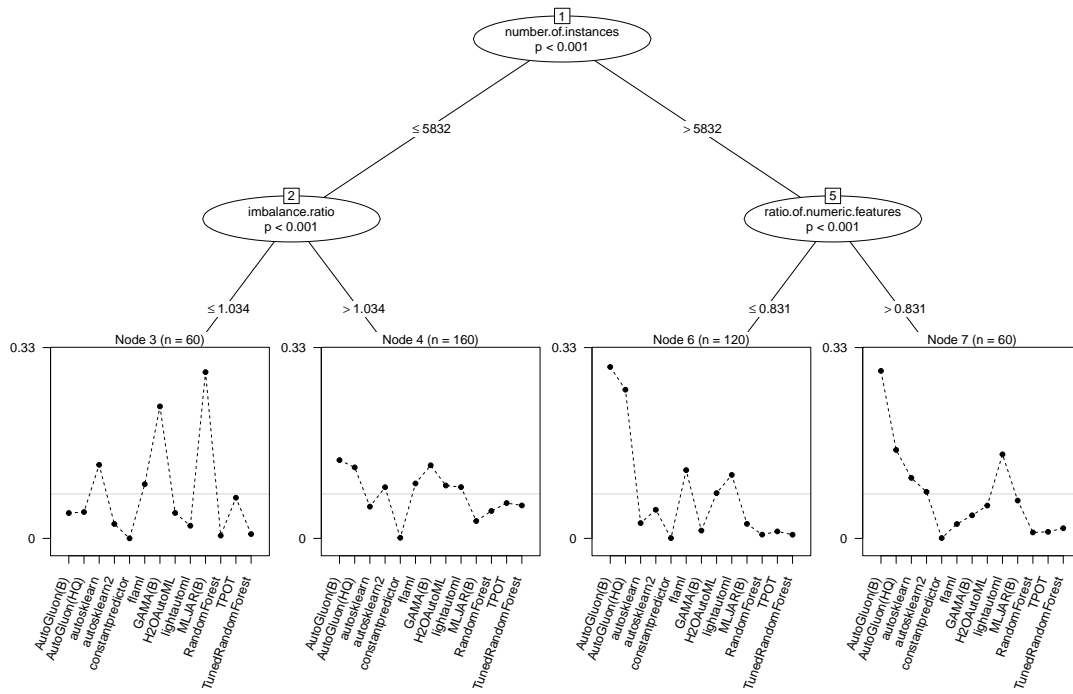 1
number.of.instances
p < 0.001
≤ 5832
> 5832
2
imbalance.ratio
p < 0.001
5
ratio.of.numeric.features
p < 0.001
≤ 1.034
> 1.034
≤ 0.831
> 0.831
Node 3 (n = 60)
0.33
0
AutoGluon(B)
AutoGluon(HQ)
autosklearn
autosklearn2
constantpredictor
flaml
GAMA(B)
H2OAutoML
lightautoml
MLJAR(B)
RandomForest
TPOT
TunedRandomForest
Node 4 (n = 160)
0.33
0
AutoGluon(B)
AutoGluon(HQ)
autosklearn
autosklearn2
constantpredictor
flaml
GAMA(B)
H2OAutoML
lightautoml
MLJAR(B)
RandomForest
TPOT
TunedRandomForest
Node 6 (n = 120)
0.33
0
AutoGluon(B)
AutoGluon(HQ)
autosklearn
autosklearn2
constantpredictor
flaml
GAMA(B)
H2OAutoML
lightautoml
MLJAR(B)
RandomForest
TPOT
TunedRandomForest
Node 7 (n = 60)
0.33
0
AutoGluon(B)
AutoGluon(HQ)
autosklearn
autosklearn2
constantpredictor
flaml
GAMA(B)
H2OAutoML
lightautoml
MLJAR(B)
RandomForest
TPOT
TunedRandomForest